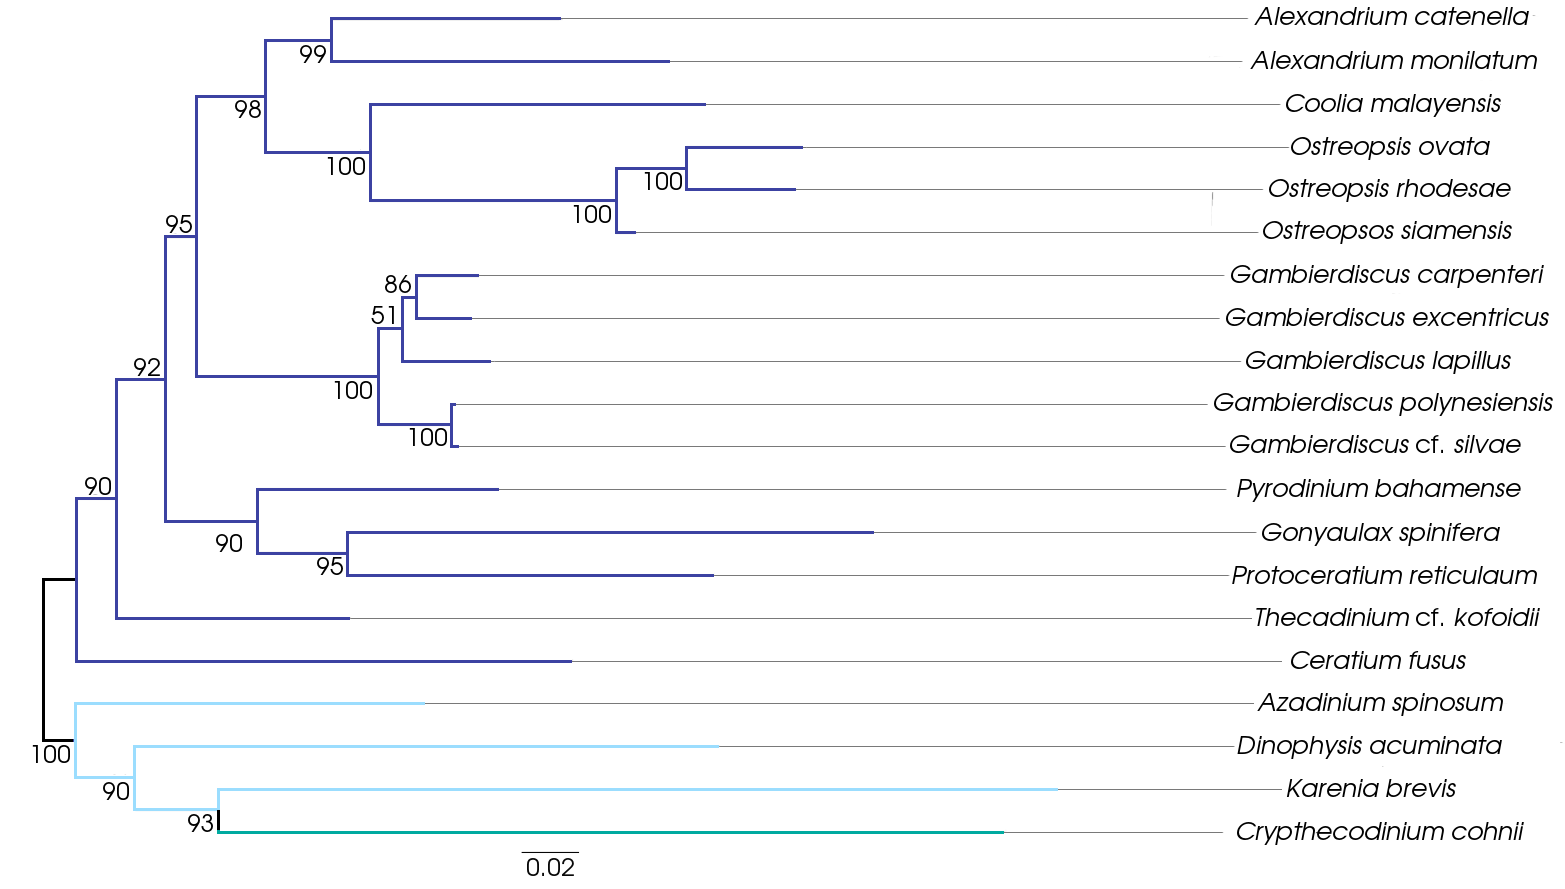 Alexandrium catenella
99
Alexandrium monilatum
98
Coolia malayensis
100
Ostreopsis ovata
100
Ostreopsis rhodesae
100
95
Ostreopsos siamensis
Gambierdiscus carpenteri
86
51
Gambierdiscus excentricus
Gambierdiscus lapillus
92
100
Gambierdiscus polynesiensis
100
Gambierdiscus cf. silvae
90
Pyrodinium bahamense
90
Gonyaulax spinifera
95
Protoceratium reticulaum
Thecadinium cf. kofoidii
Ceratium fusus
Azadinium spinosum
100
Dinophysis acuminata
90
Karenia brevis
93
Crypthecodinium cohnii
0.02